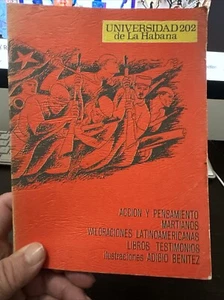 UNIVERSIDAD 202
de La Habana
ACCION Y PENSAMIENTO
MARTIANOS
VALORACIONES LATINOAMERICANAS
LIBROS TESTIMONIOS
ilustraciones ADIGIO BENITEZ